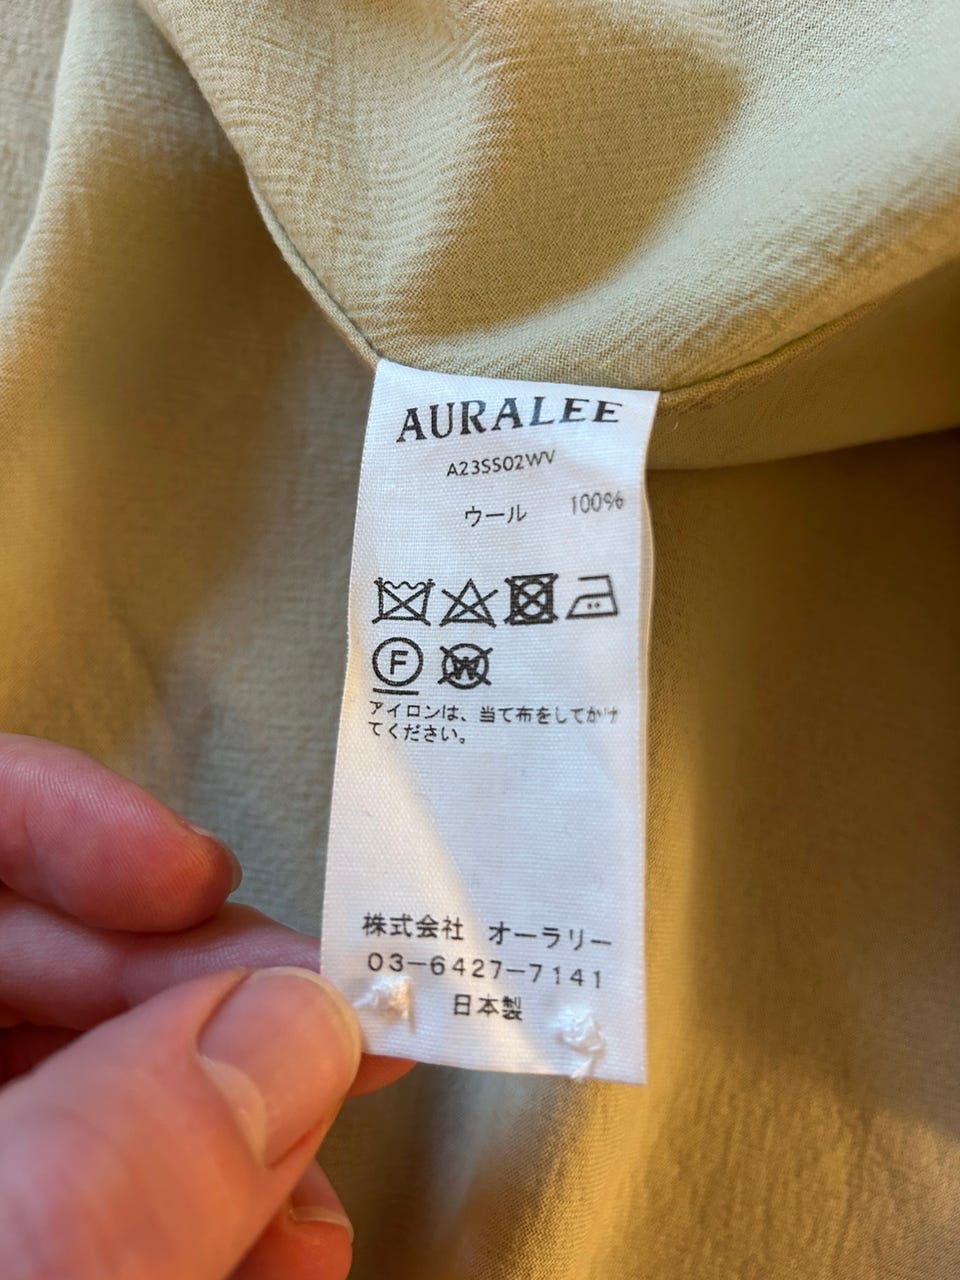 AURALEE
A23SS02WV
ウール 100%
F W
アイロンは、当て布をしてかけ
てください。
株式会社 オーラリー
03-6427-7141
日本製